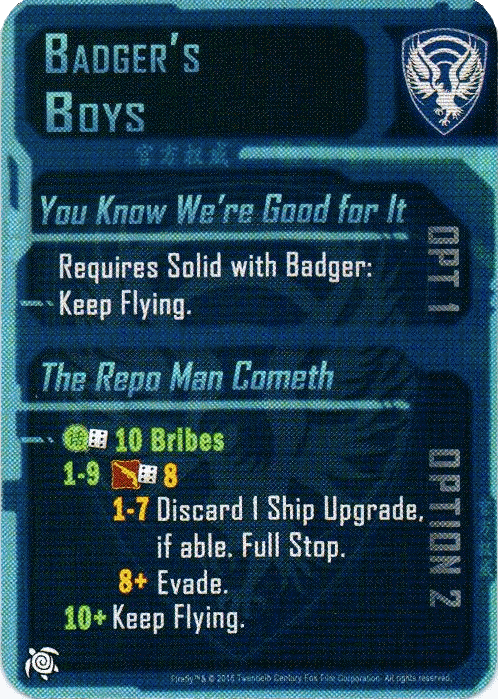 BADGER'S
BOYS
官方权威
You Know We're Good for It
OPT 1
Requires Solid with Badger:
Keep Flying.
The Repo Man Cometh
OPTION 2
10 Bribes
1-9 8
1-7 Discard 1 Ship Upgrade,
if able. Full Stop.
8+ Evade.
10+ Keep Flying.
Firefly™ & © 2016 Twentieth Century Fox Film Corporation. All rights reserved.